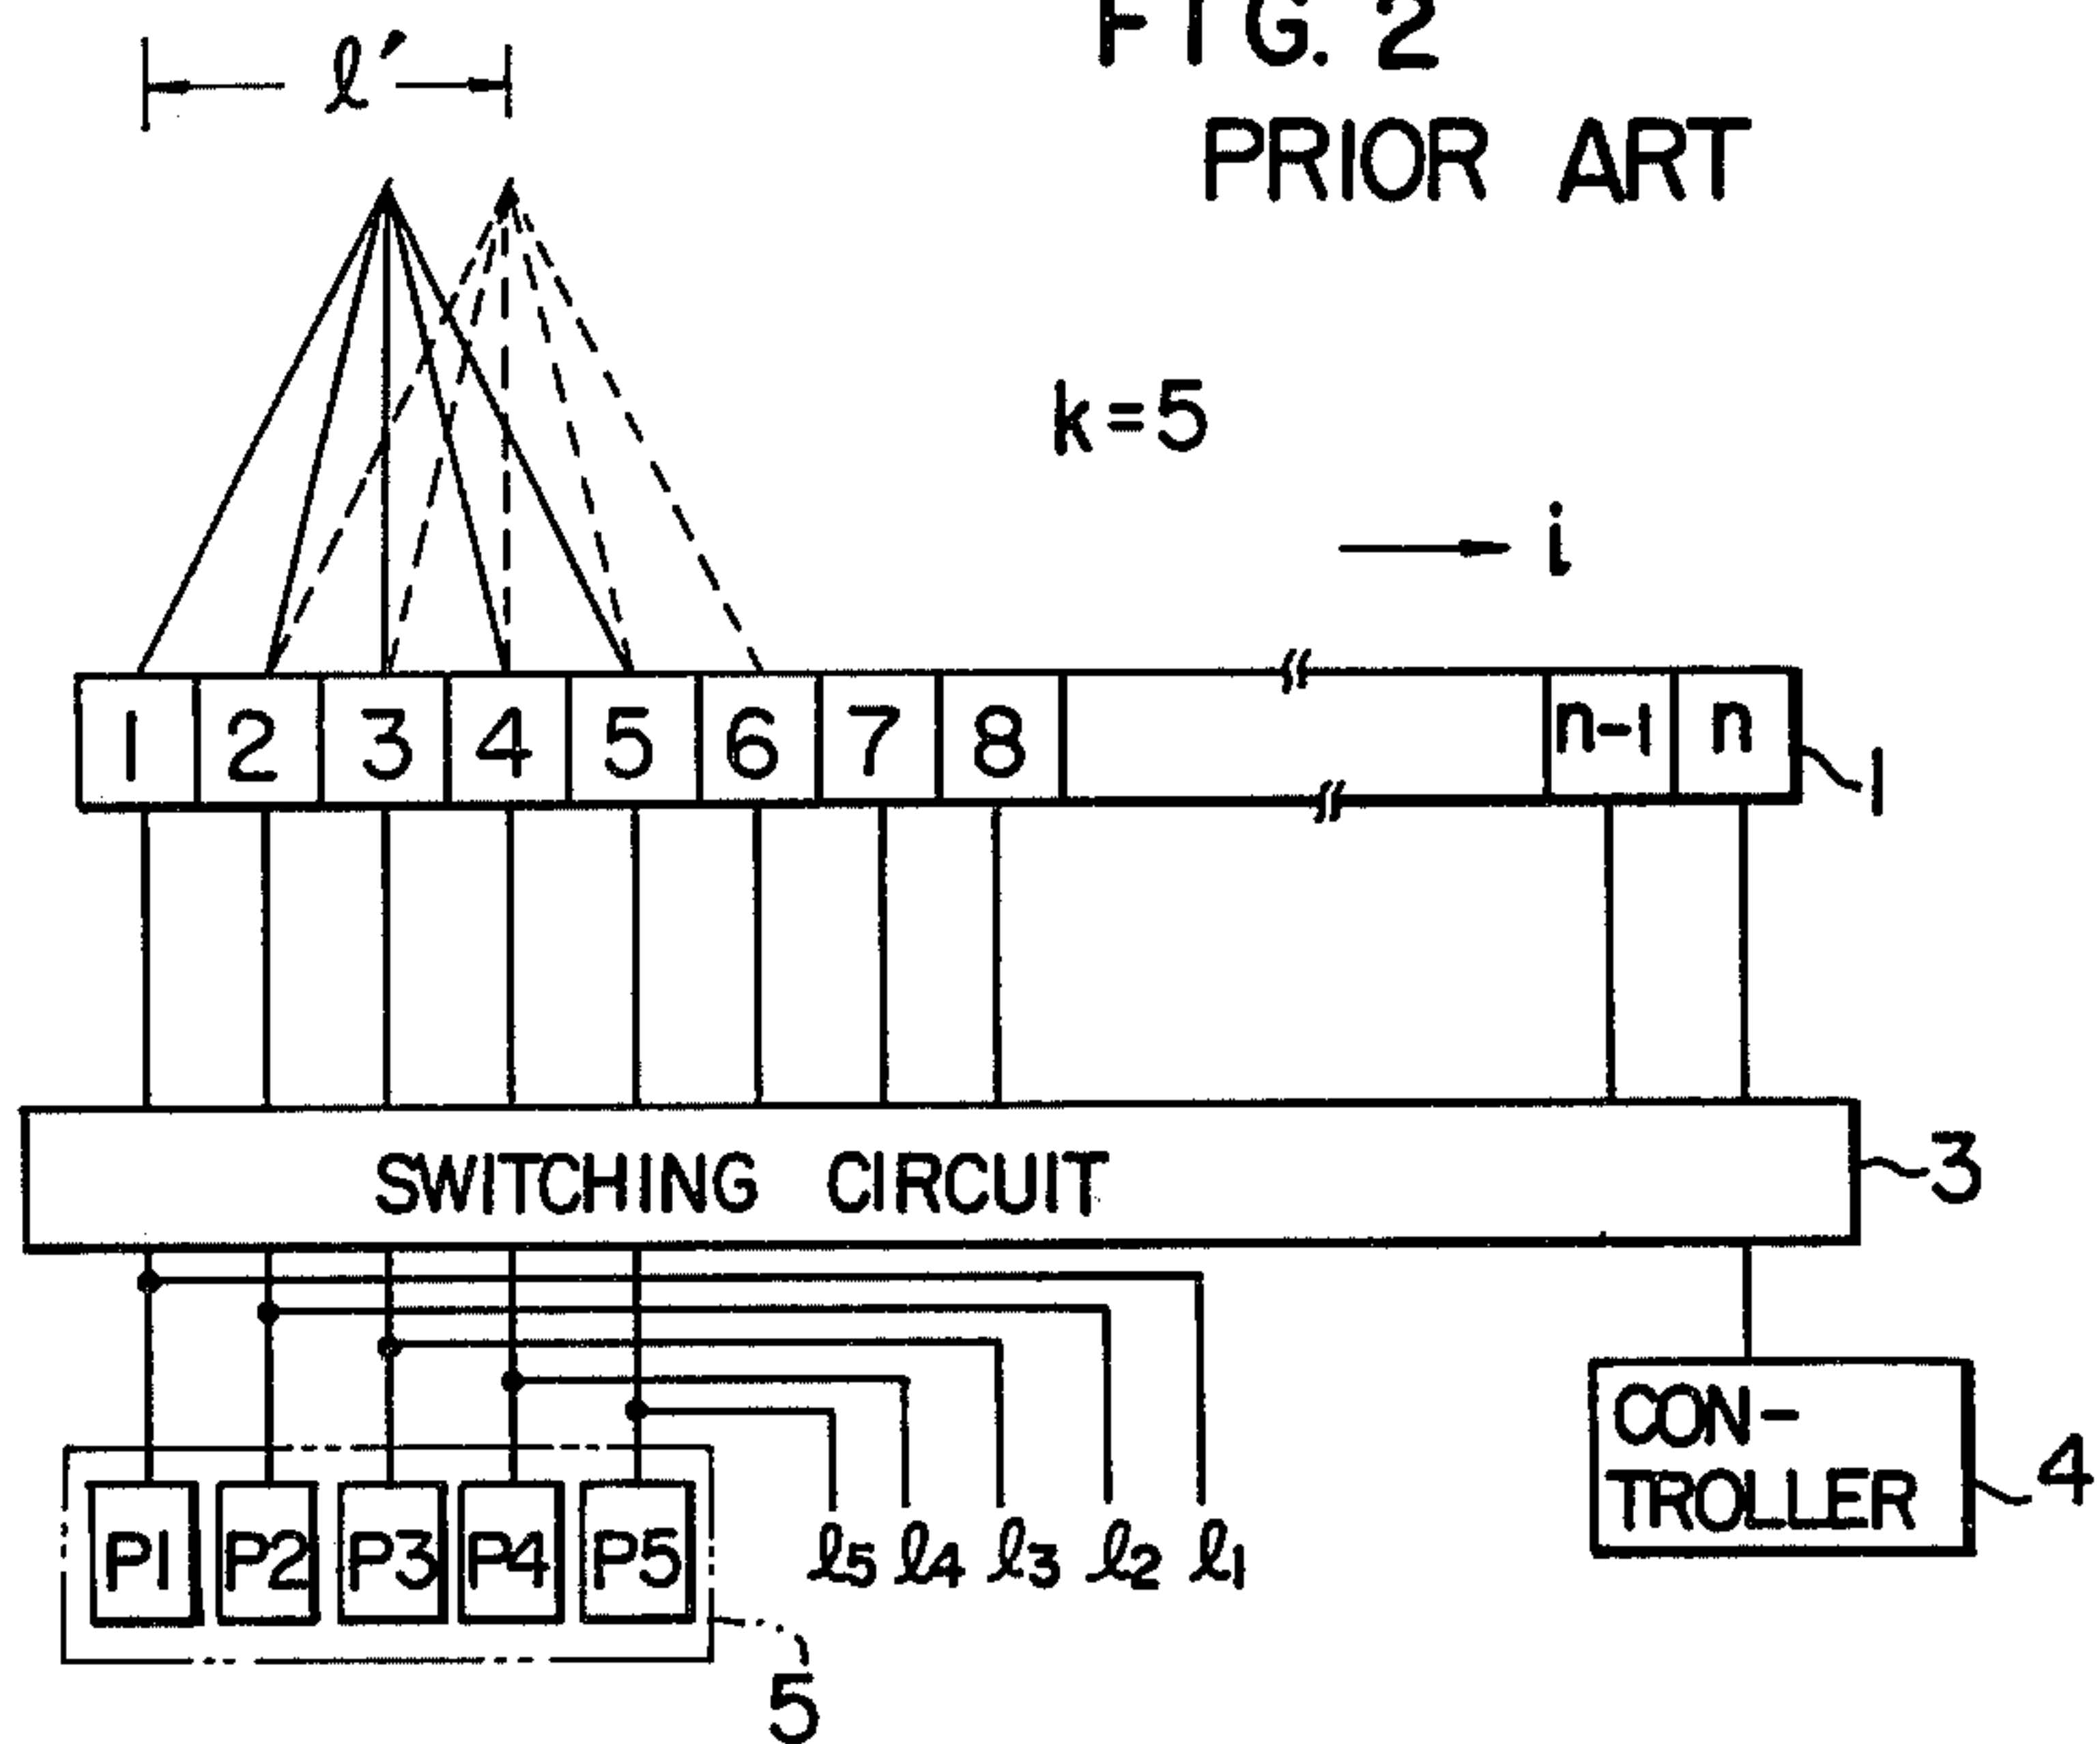 FIG. 2
PRIOR ART
ℓ'
k=5
i
1 2 3 4 5 6 7 8 n-1 n
1
SWITCHING CIRCUIT
3
CON-
TROLLER
4
P1 P2 P3 P4 P5
ℓ5 ℓ4 ℓ3 ℓ2 ℓ1
5